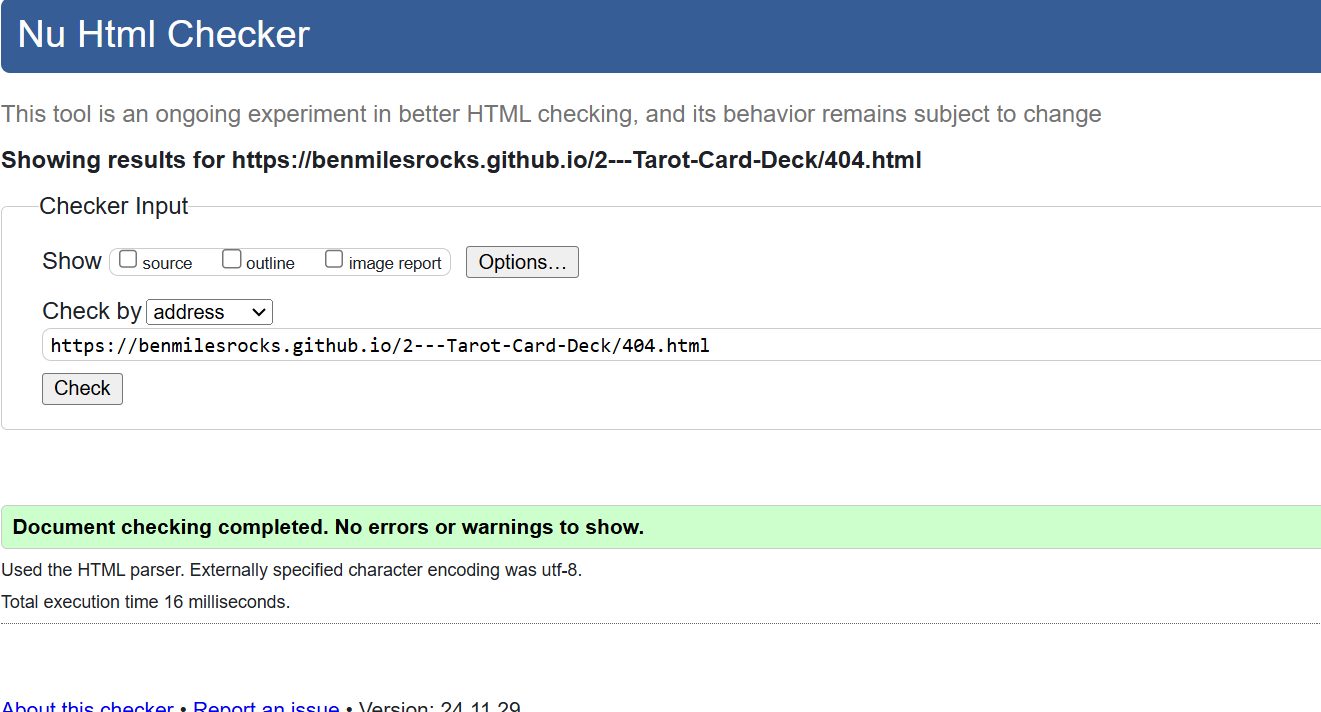 Nu Html Checker
This tool is an ongoing experiment in better HTML checking, and its behavior remains subject to change
Showing results for https://benmilesrocks.github.io/2---Tarot-Card-Deck/404.html
Checker Input
Show source outline image report Options...
Check by address
https://benmilesrocks.github.io/2---Tarot-Card-Deck/404.html
Check
Document checking completed. No errors or warnings to show.
Used the HTML parser. Externally specified character encoding was utf-8.
Total execution time 16 milliseconds.
About this checker • Report an issue • Version: 24.11.29